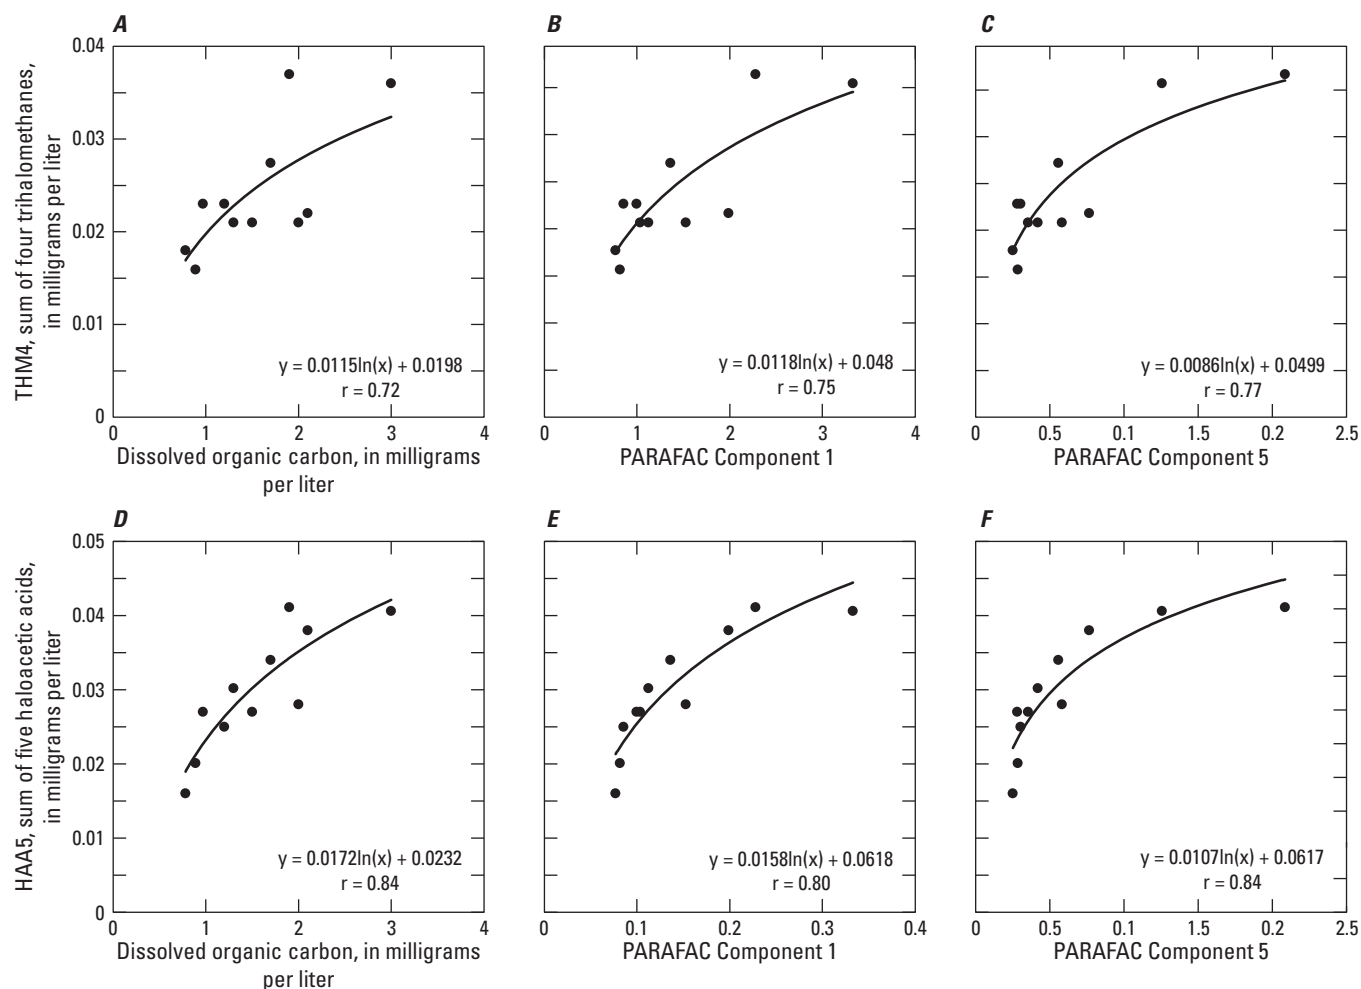 A
B
C
THM4, sum of four trihalomethanes,
in milligrams per liter
0.04
0.03
0.02
0.01
0
y = 0.0115ln(x) + 0.0198
r = 0.72
y = 0.0118ln(x) + 0.048
r = 0.75
y = 0.0086ln(x) + 0.0499
r = 0.77
0 1 2 3 4
0 1 2 3 0.4
0 0.5 0.1 0.1 0.2 2.5
Dissolved organic carbon, in milligrams
per liter
PARAFAC Component 1
PARAFAC Component 5
D
E
F
HAA5, sum of five haloacetic acids,
in milligrams per liter
0.05
0.04
0.03
0.02
0.01
0
y = 0.0172ln(x) + 0.0232
r = 0.84
y = 0.0158ln(x) + 0.0618
r = 0.80
y = 0.0107ln(x) + 0.0617
r = 0.84
0 1 2 3 4
0 0.1 0.2 0.3 0.4
0 0.5 0.1 1.5 0.2 2.5
Dissolved organic carbon, in milligrams
per liter
PARAFAC Component 1
PARAFAC Component 5